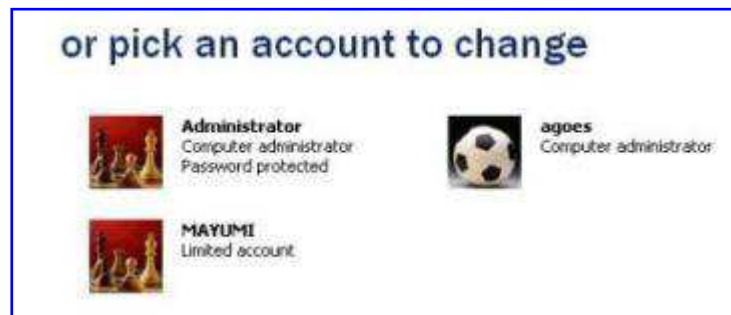 or pick an account to change
Administrator
Computer administrator
Password protected
agoes
Computer administrator
MAYUMI
Limited account